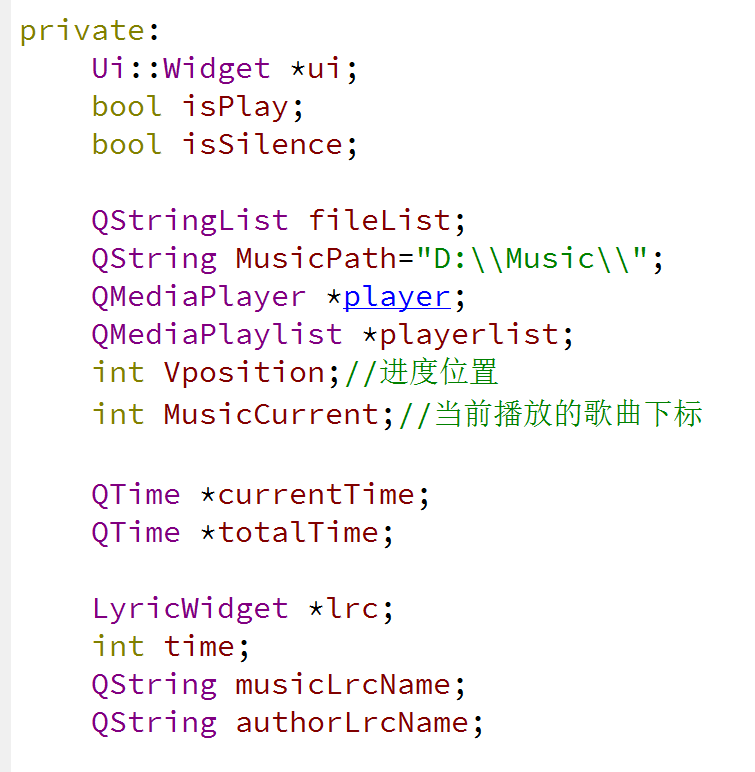 private:
    Ui::Widget *ui;
    bool isPlay;
    bool isSilence;

    QStringList fileList;
    QString MusicPath="D:\\Music\\";
    QMediaPlayer *player;
    QMediaPlaylist *playerlist;
    int Vposition;//进度位置
    int MusicCurrent;//当前播放的歌曲下标

    QTime *currentTime;
    QTime *totalTime;

    LyricWidget *lrc;
    int time;
    QString musicLrcName;
    QString authorLrcName;